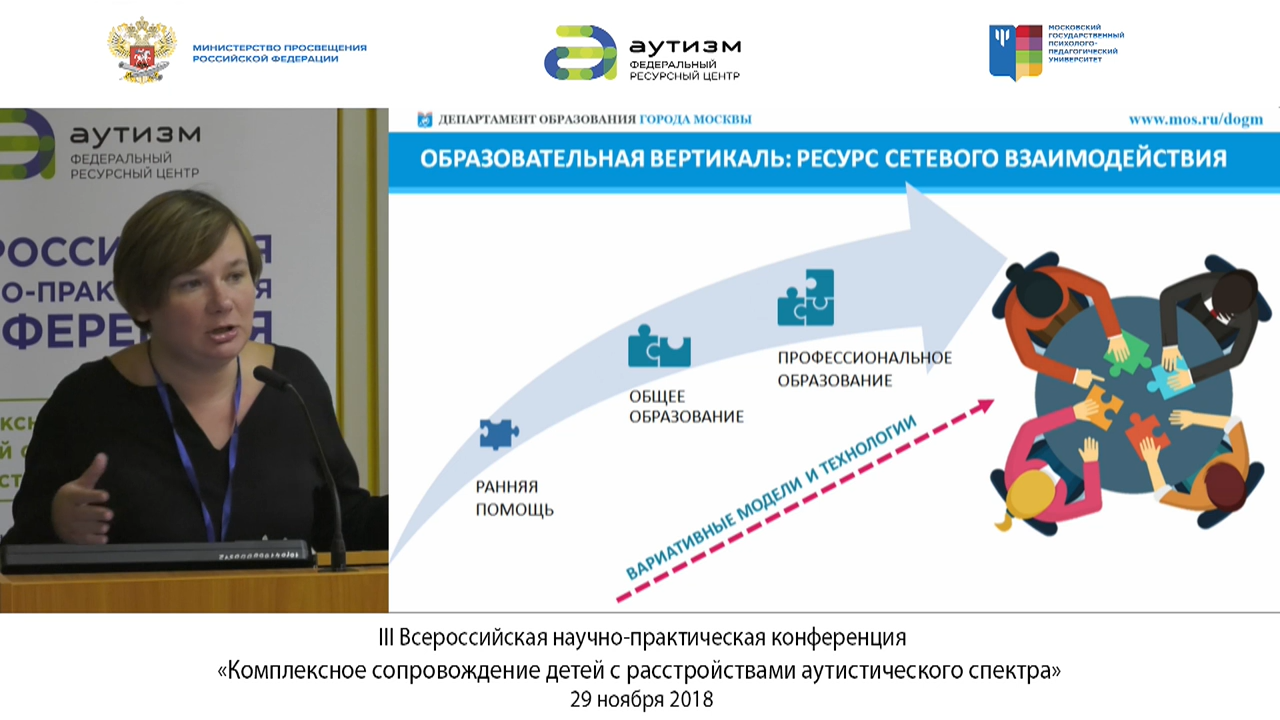 МИНИСТЕРСТВО ПРОСВЕЩЕНИЯ
РОССИЙСКОЙ ФЕДЕРАЦИИ
аутизм
ФЕДЕРАЛЬНЫЙ
РЕСУРСНЫЙ ЦЕНТР
МОСКОВСКИЙ
ГОСУДАРСТВЕННЫЙ
ПСИХОЛОГО-
ПЕДАГОГИЧЕСКИЙ
УНИВЕРСИТЕТ
аутизм
ФЕДЕРАЛЬНЫЙ
РЕСУРСНЫЙ ЦЕНТР
ДЕПАРТАМЕНТ ОБРАЗОВАНИЯ ГОРОДА МОСКВЫ
www.mos.ru/dogm
ОБРАЗОВАТЕЛЬНАЯ ВЕРТИКАЛЬ: РЕСУРС СЕТЕВОГО ВЗАИМОДЕЙСТВИЯ
ПРОФЕССИОНАЛЬНОЕ
ОБРАЗОВАНИЕ
ОБЩЕЕ
ОБРАЗОВАНИЕ
РАННЯЯ
ПОМОЩЬ
ВАРИАТИВНЫЕ МОДЕЛИ И ТЕХНОЛОГИИ
III Всероссийская научно-практическая конференция
«Комплексное сопровождение детей с расстройствами аутистического спектра»
29 ноября 2018